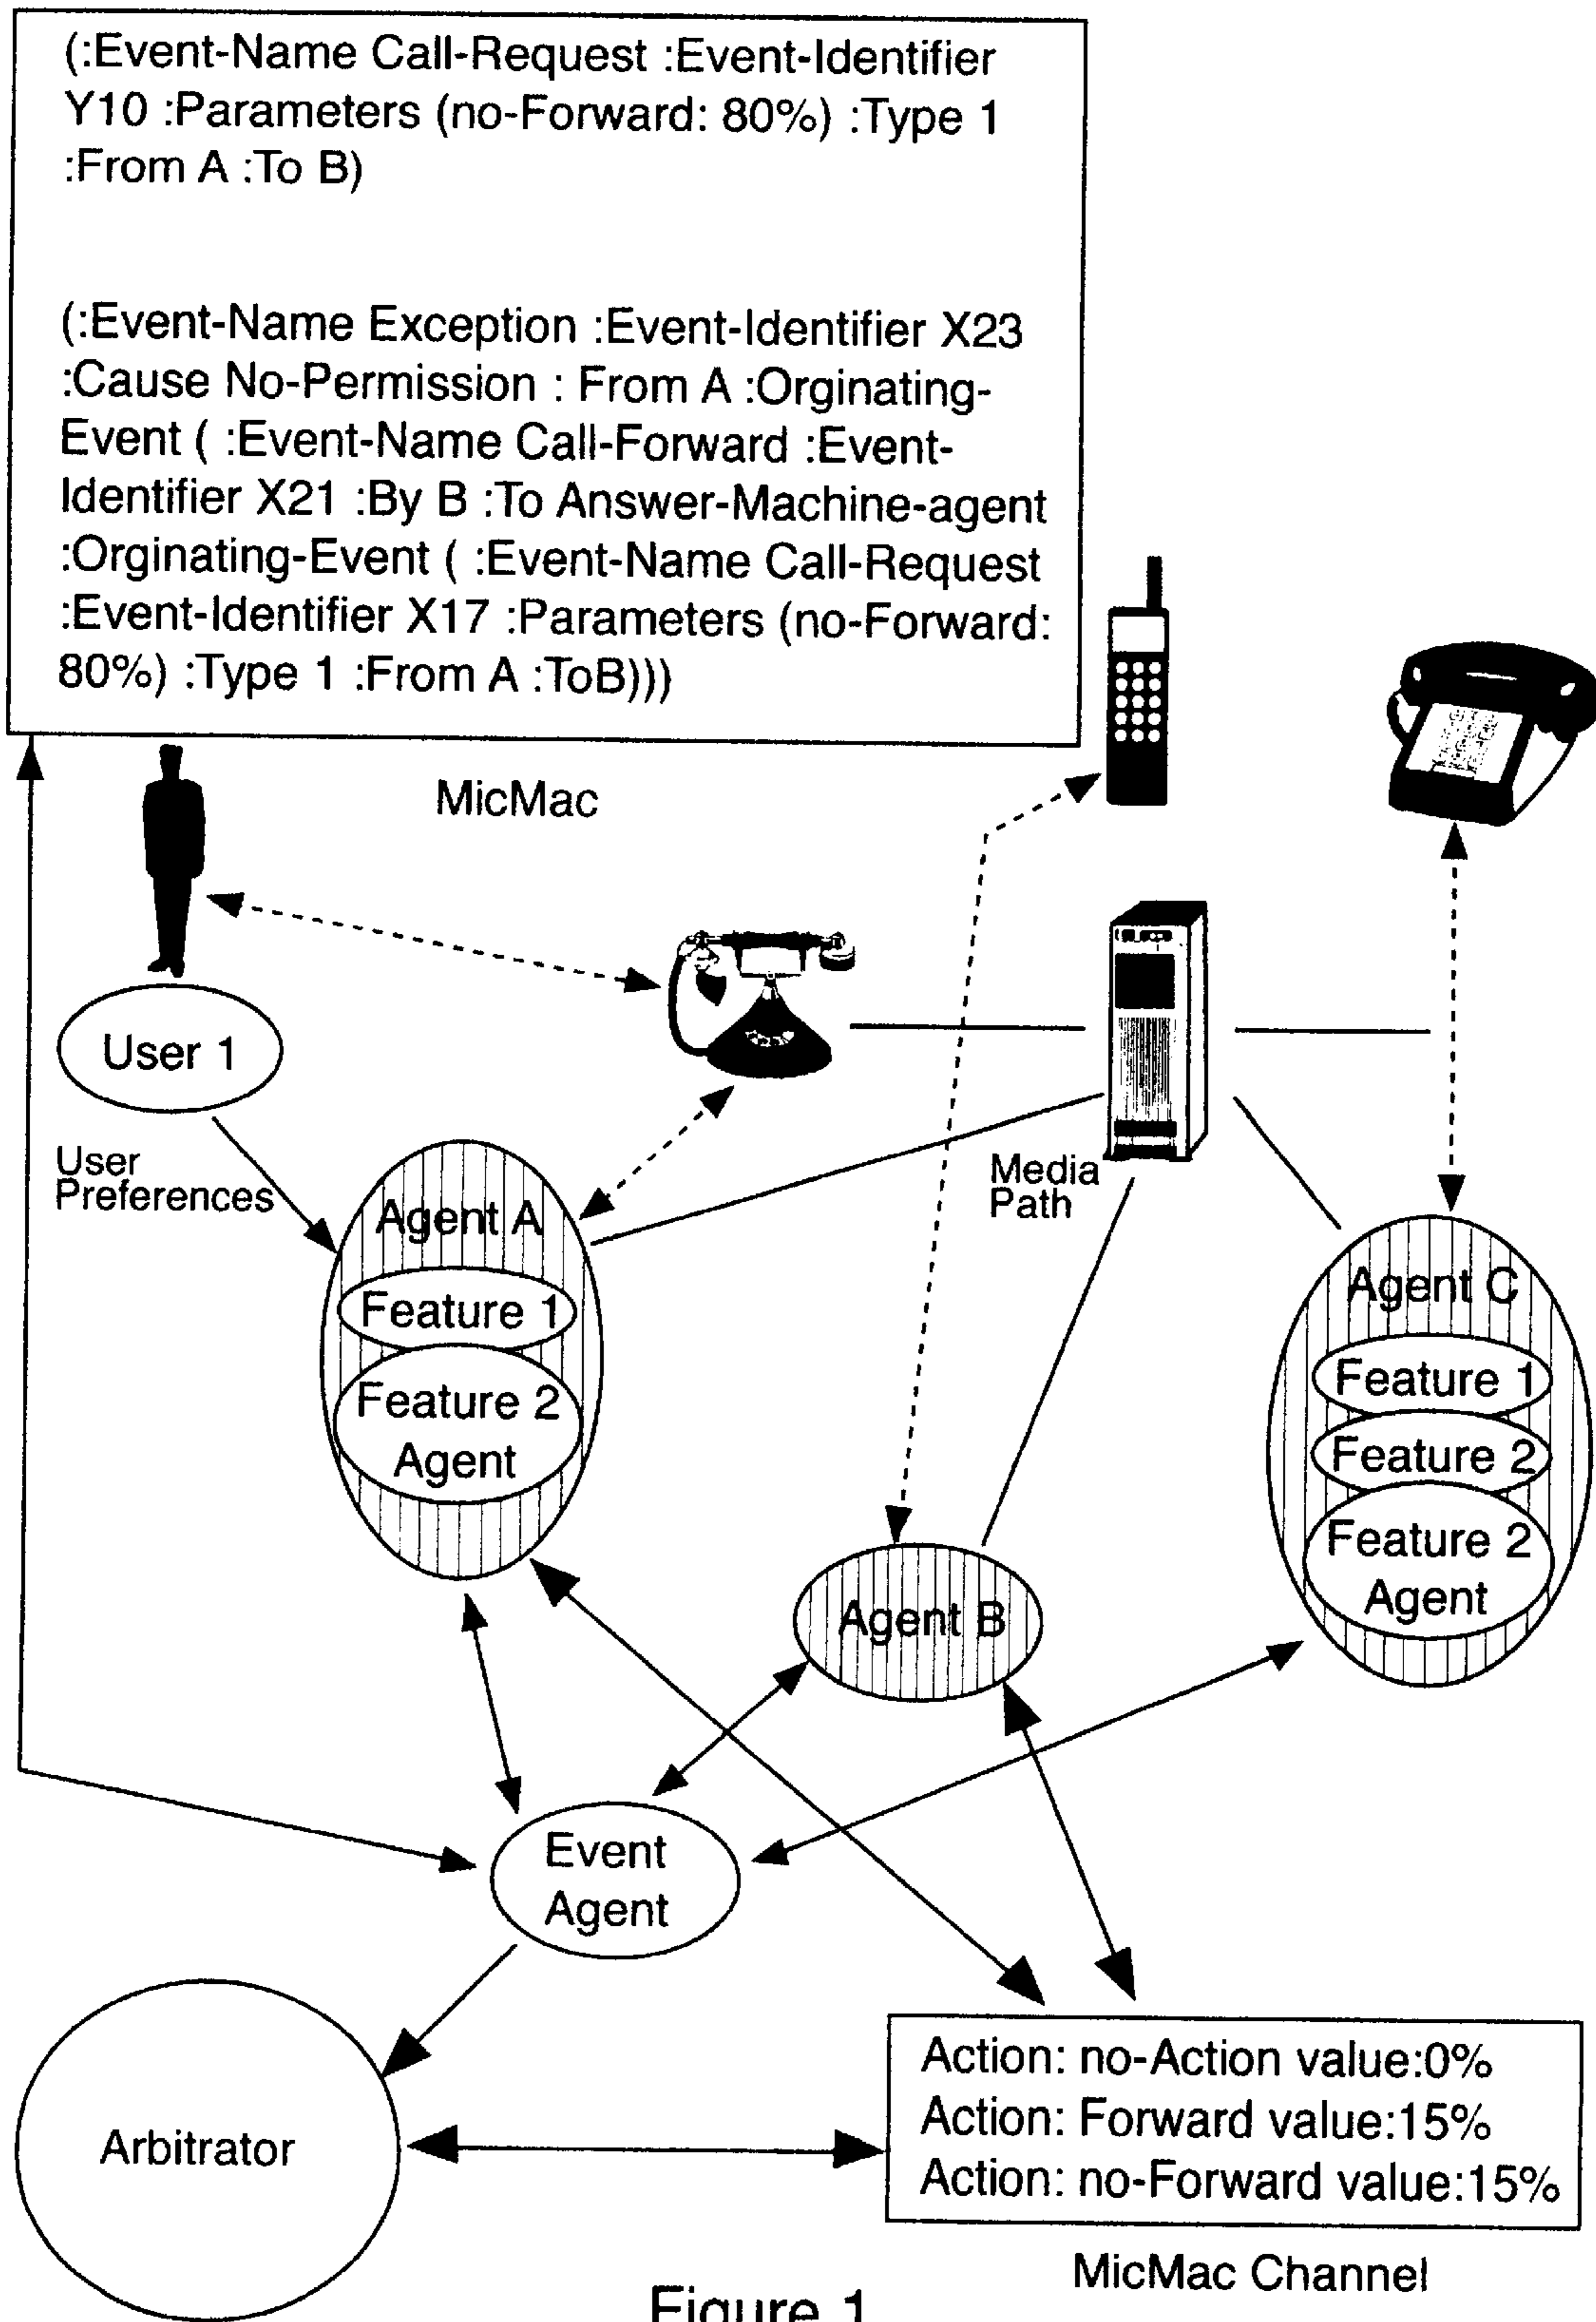 (:Event-Name Call-Request :Event-Identifier
Y10 :Parameters (no-Forward: 80%) :Type 1
:From A :To B)
(:Event-Name Exception :Event-Identifier X23
:Cause No-Permission : From A :Orginating-
Event ( :Event-Name Call-Forward :Event-
Identifier X21 :By B :To Answer-Machine-agent
:Orginating-Event ( :Event-Name Call-Request
:Event-Identifier X17 :Parameters (no-Forward:
80%) :Type 1 :From A :ToB)))
MicMac
User 1
User
Preferences
Media
Path
Agent A
Feature 1
Feature 2
Agent
Agent C
Feature 1
Feature 2
Feature 2
Agent
Agent B
Event
Agent
Arbitrator
Action: no-Action value:0%
Action: Forward value:15%
Action: no-Forward value:15%
MicMac Channel
Figure 1